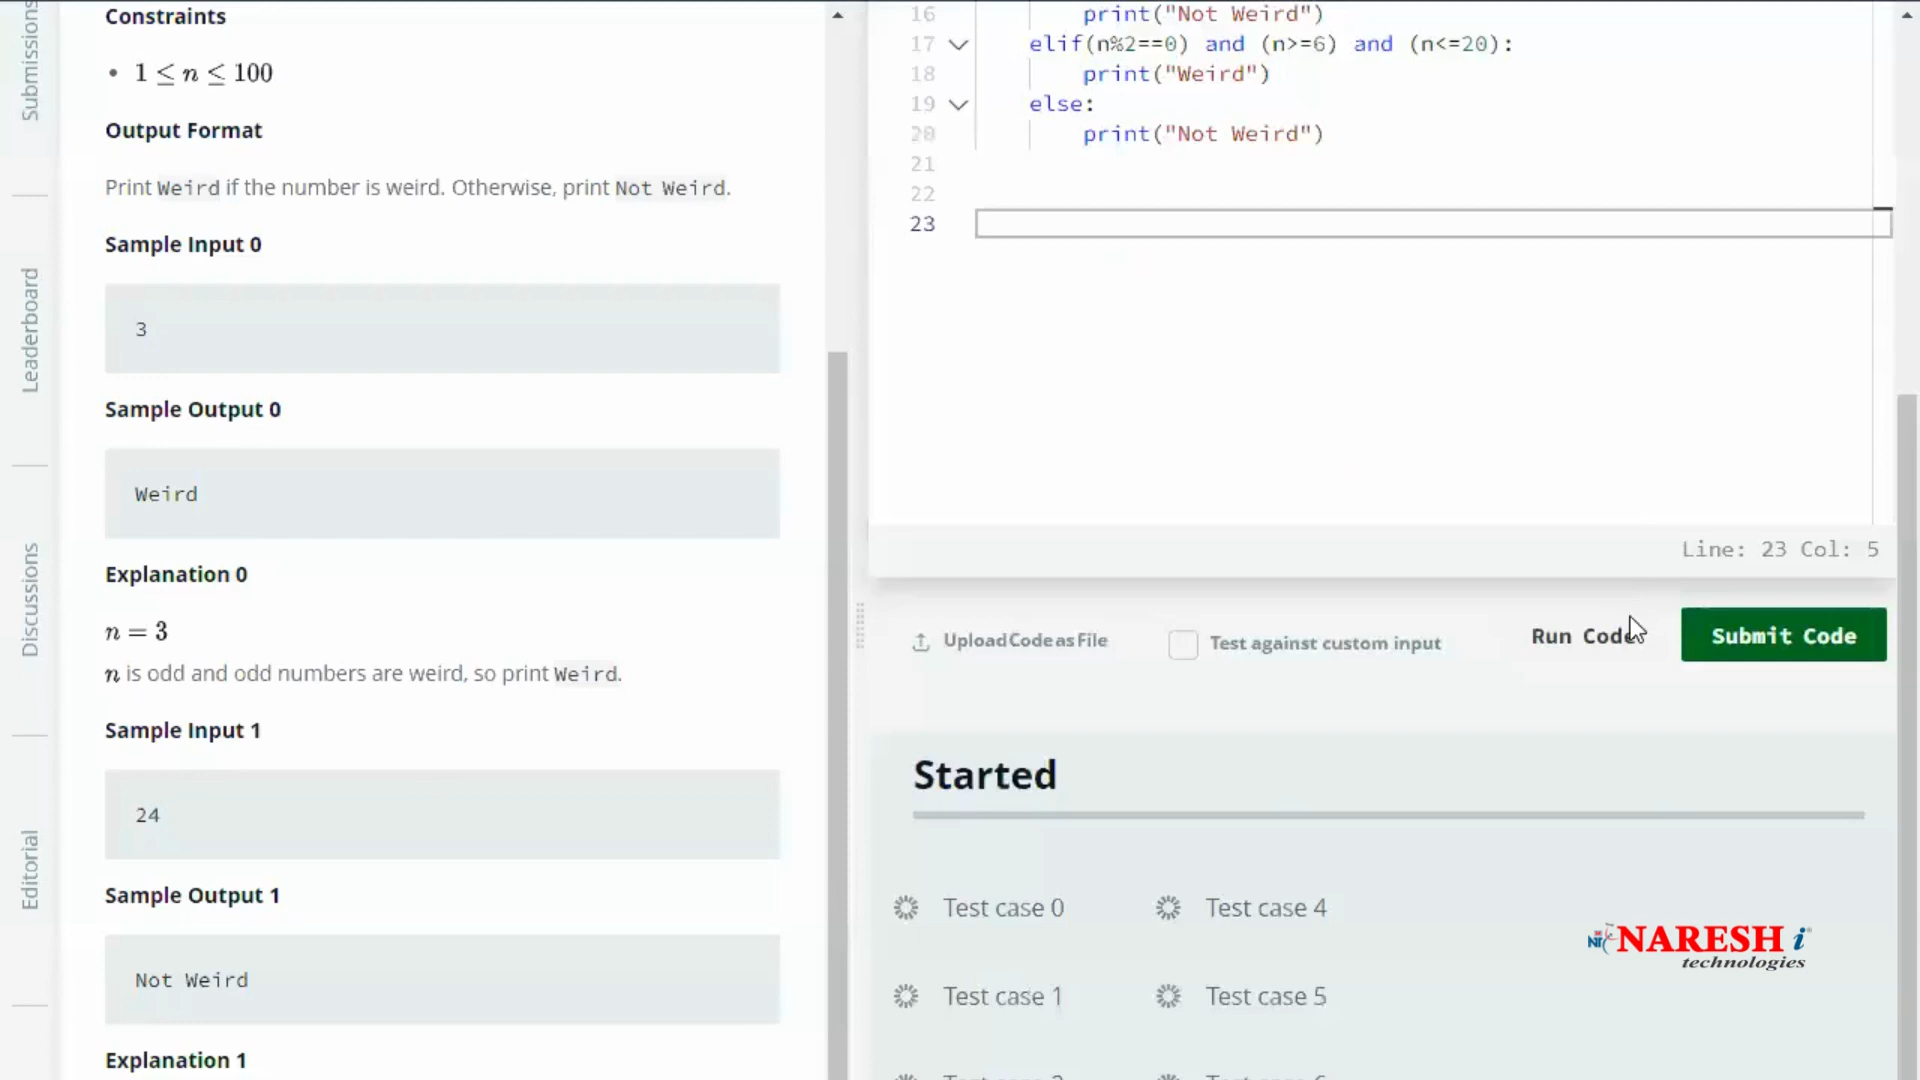 Submissions
Leaderboard
Discussions
Editorial
Constraints
• 1 ≤ n ≤ 100
Output Format
Print Weird if the number is weird. Otherwise, print Not Weird.
Sample Input 0
3
Sample Output 0
Weird
Explanation 0
n = 3
n is odd and odd numbers are weird, so print Weird.
Sample Input 1
24
Sample Output 1
Not Weird
Explanation 1
16 print("Not Weird")
17 elif(n%2==0) and (n>=6) and (n<=20):
18 print("Weird")
19 else:
20 print("Not Weird")
21
22
23
Line: 23 Col: 5
Upload Code as File
Test against custom input
Run Code
Submit Code
Started
Test case 0
Test case 4
Test case 1
Test case 5
NARESH i
technologies